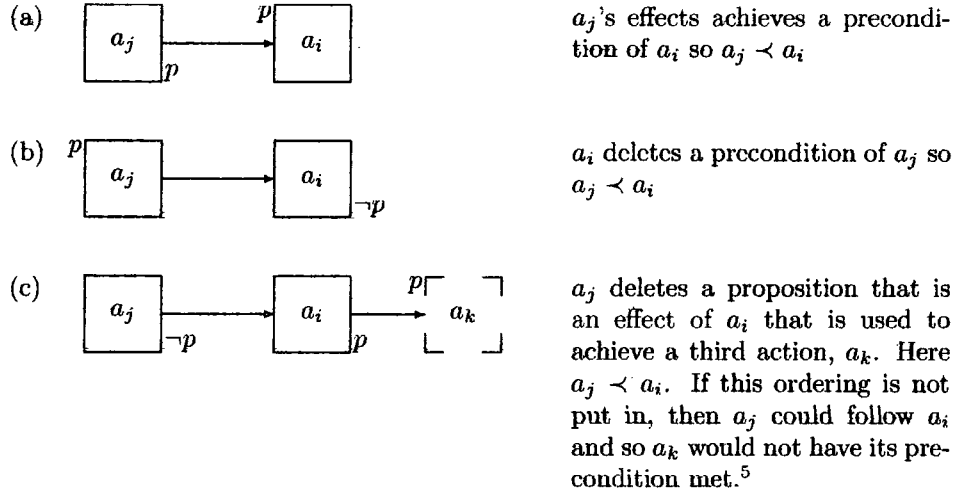 (a) a_j p p a_i a_j's effects achieves a precondi-
tion of a_i so a_j ≺ a_i
(b) p a_j a_i ¬p a_i deletes a precondition of a_j so
a_j ≺ a_i
(c) a_j ¬p a_i p p a_k a_j deletes a proposition that is
an effect of a_i that is used to
achieve a third action, a_k. Here
a_j ≺ a_i. If this ordering is not
put in, then a_j could follow a_i
and so a_k would not have its pre-
condition met.⁵